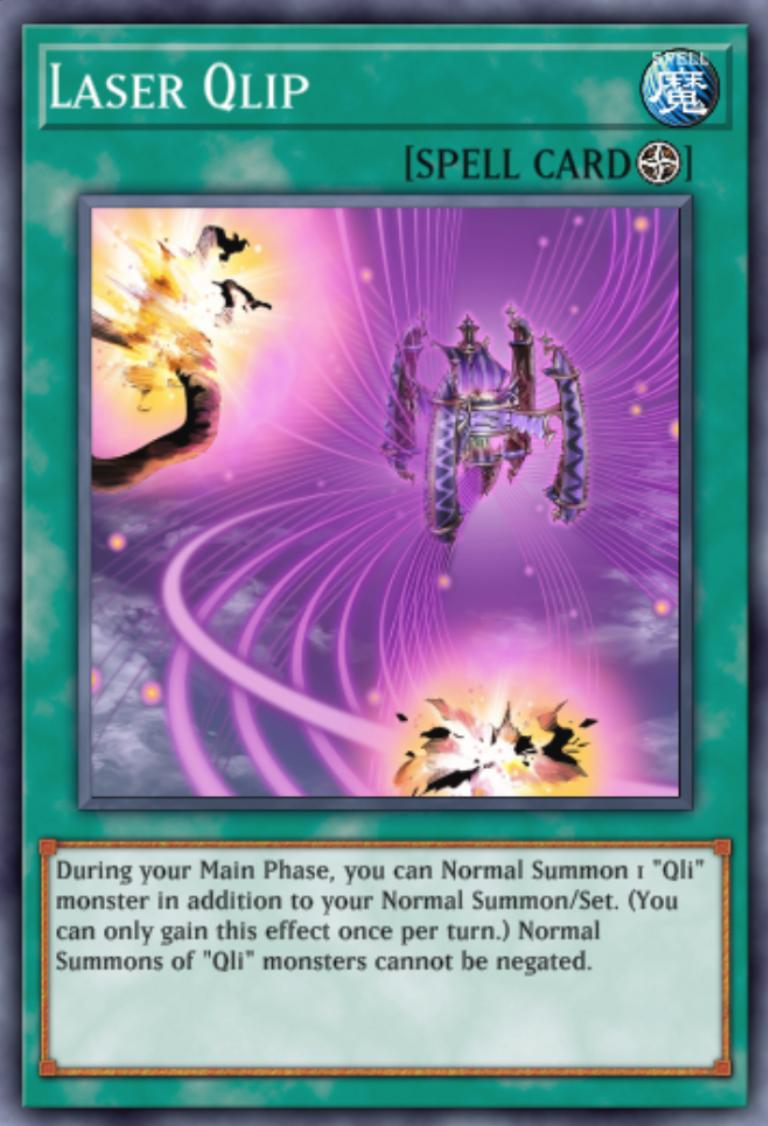 Laser Qlip
SPELL
魔
[SPELL CARD]
During your Main Phase, you can Normal Summon 1 "Qli"
monster in addition to your Normal Summon/Set. (You
can only gain this effect once per turn.) Normal
Summons of "Qli" monsters cannot be negated.